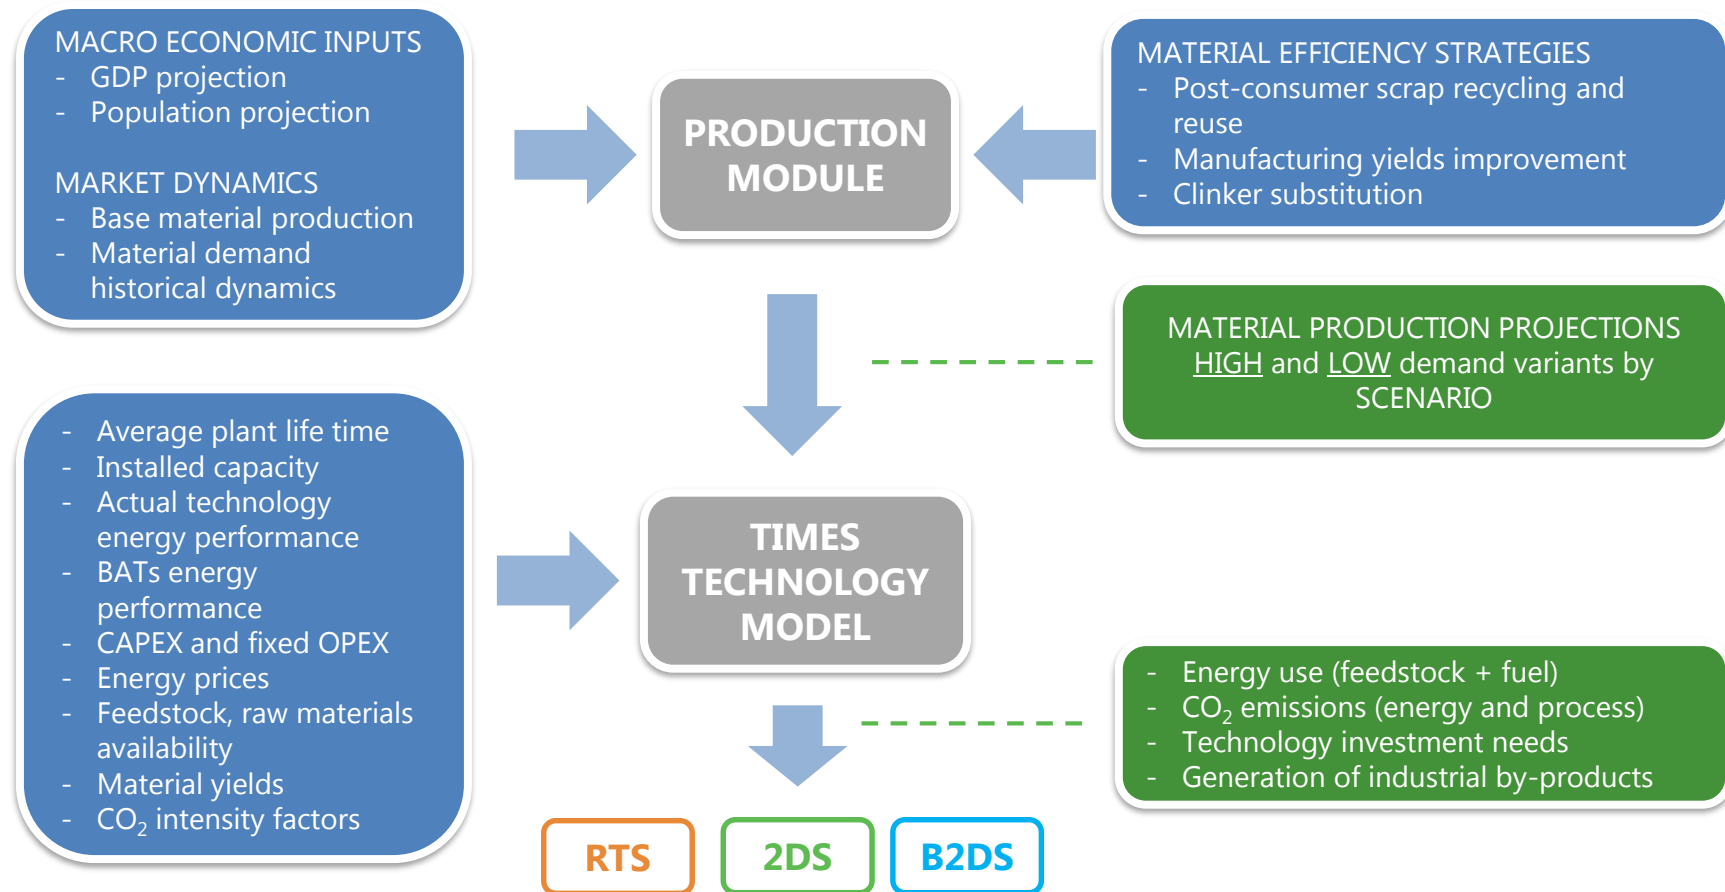 MACRO ECONOMIC INPUTS
- GDP projection
- Population projection
MARKET DYNAMICS
- Base material production
- Material demand
historical dynamics
PRODUCTION
MODULE
MATERIAL EFFICIENCY STRATEGIES
- Post-consumer scrap recycling and
reuse
- Manufacturing yields improvement
- Clinker substitution
MATERIAL PRODUCTION PROJECTIONS
HIGH and LOW demand variants by
SCENARIO
- Average plant life time
- Installed capacity
- Actual technology
energy performance
- BATs energy
performance
- CAPEX and fixed OPEX
- Energy prices
- Feedstock, raw materials
availability
- Material yields
- CO₂ intensity factors
TIMES
TECHNOLOGY
MODEL
- Energy use (feedstock + fuel)
- CO₂ emissions (energy and process)
- Technology investment needs
- Generation of industrial by-products
RTS
2DS
B2DS